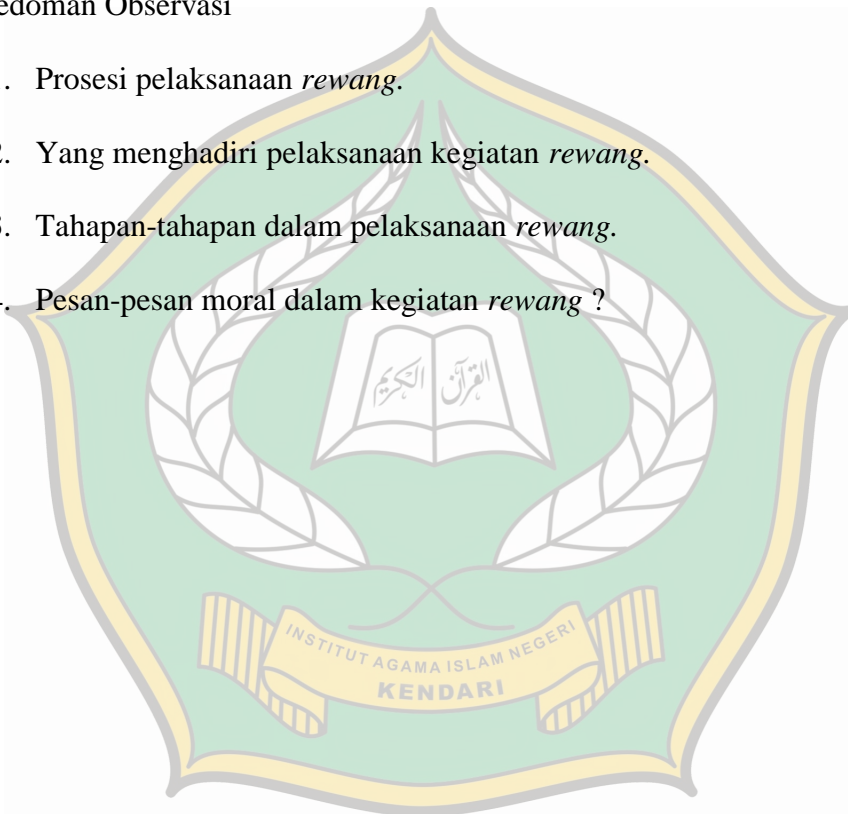 edoman Observasi
. Prosesi pelaksanaan rewang.
2. Yang menghadiri pelaksanaan kegiatan rewang.
3. Tahapan-tahapan dalam pelaksanaan rewang.
. Pesan-pesan moral dalam kegiatan rewang ?
القرآن الكريم
INSTITUT AGAMA ISLAM NEGERI
KENDARI